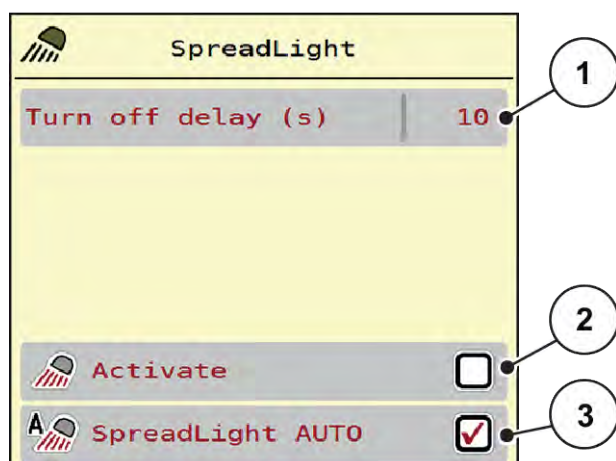 SpreadLight
1
Turn off delay (s) 10
2
Activate
A
SpreadLight AUTO
3